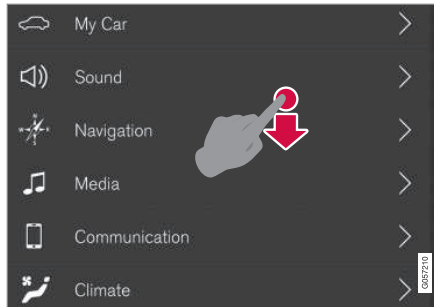 My Car
Sound
Navigation
Media
Communication
Climate
G057210